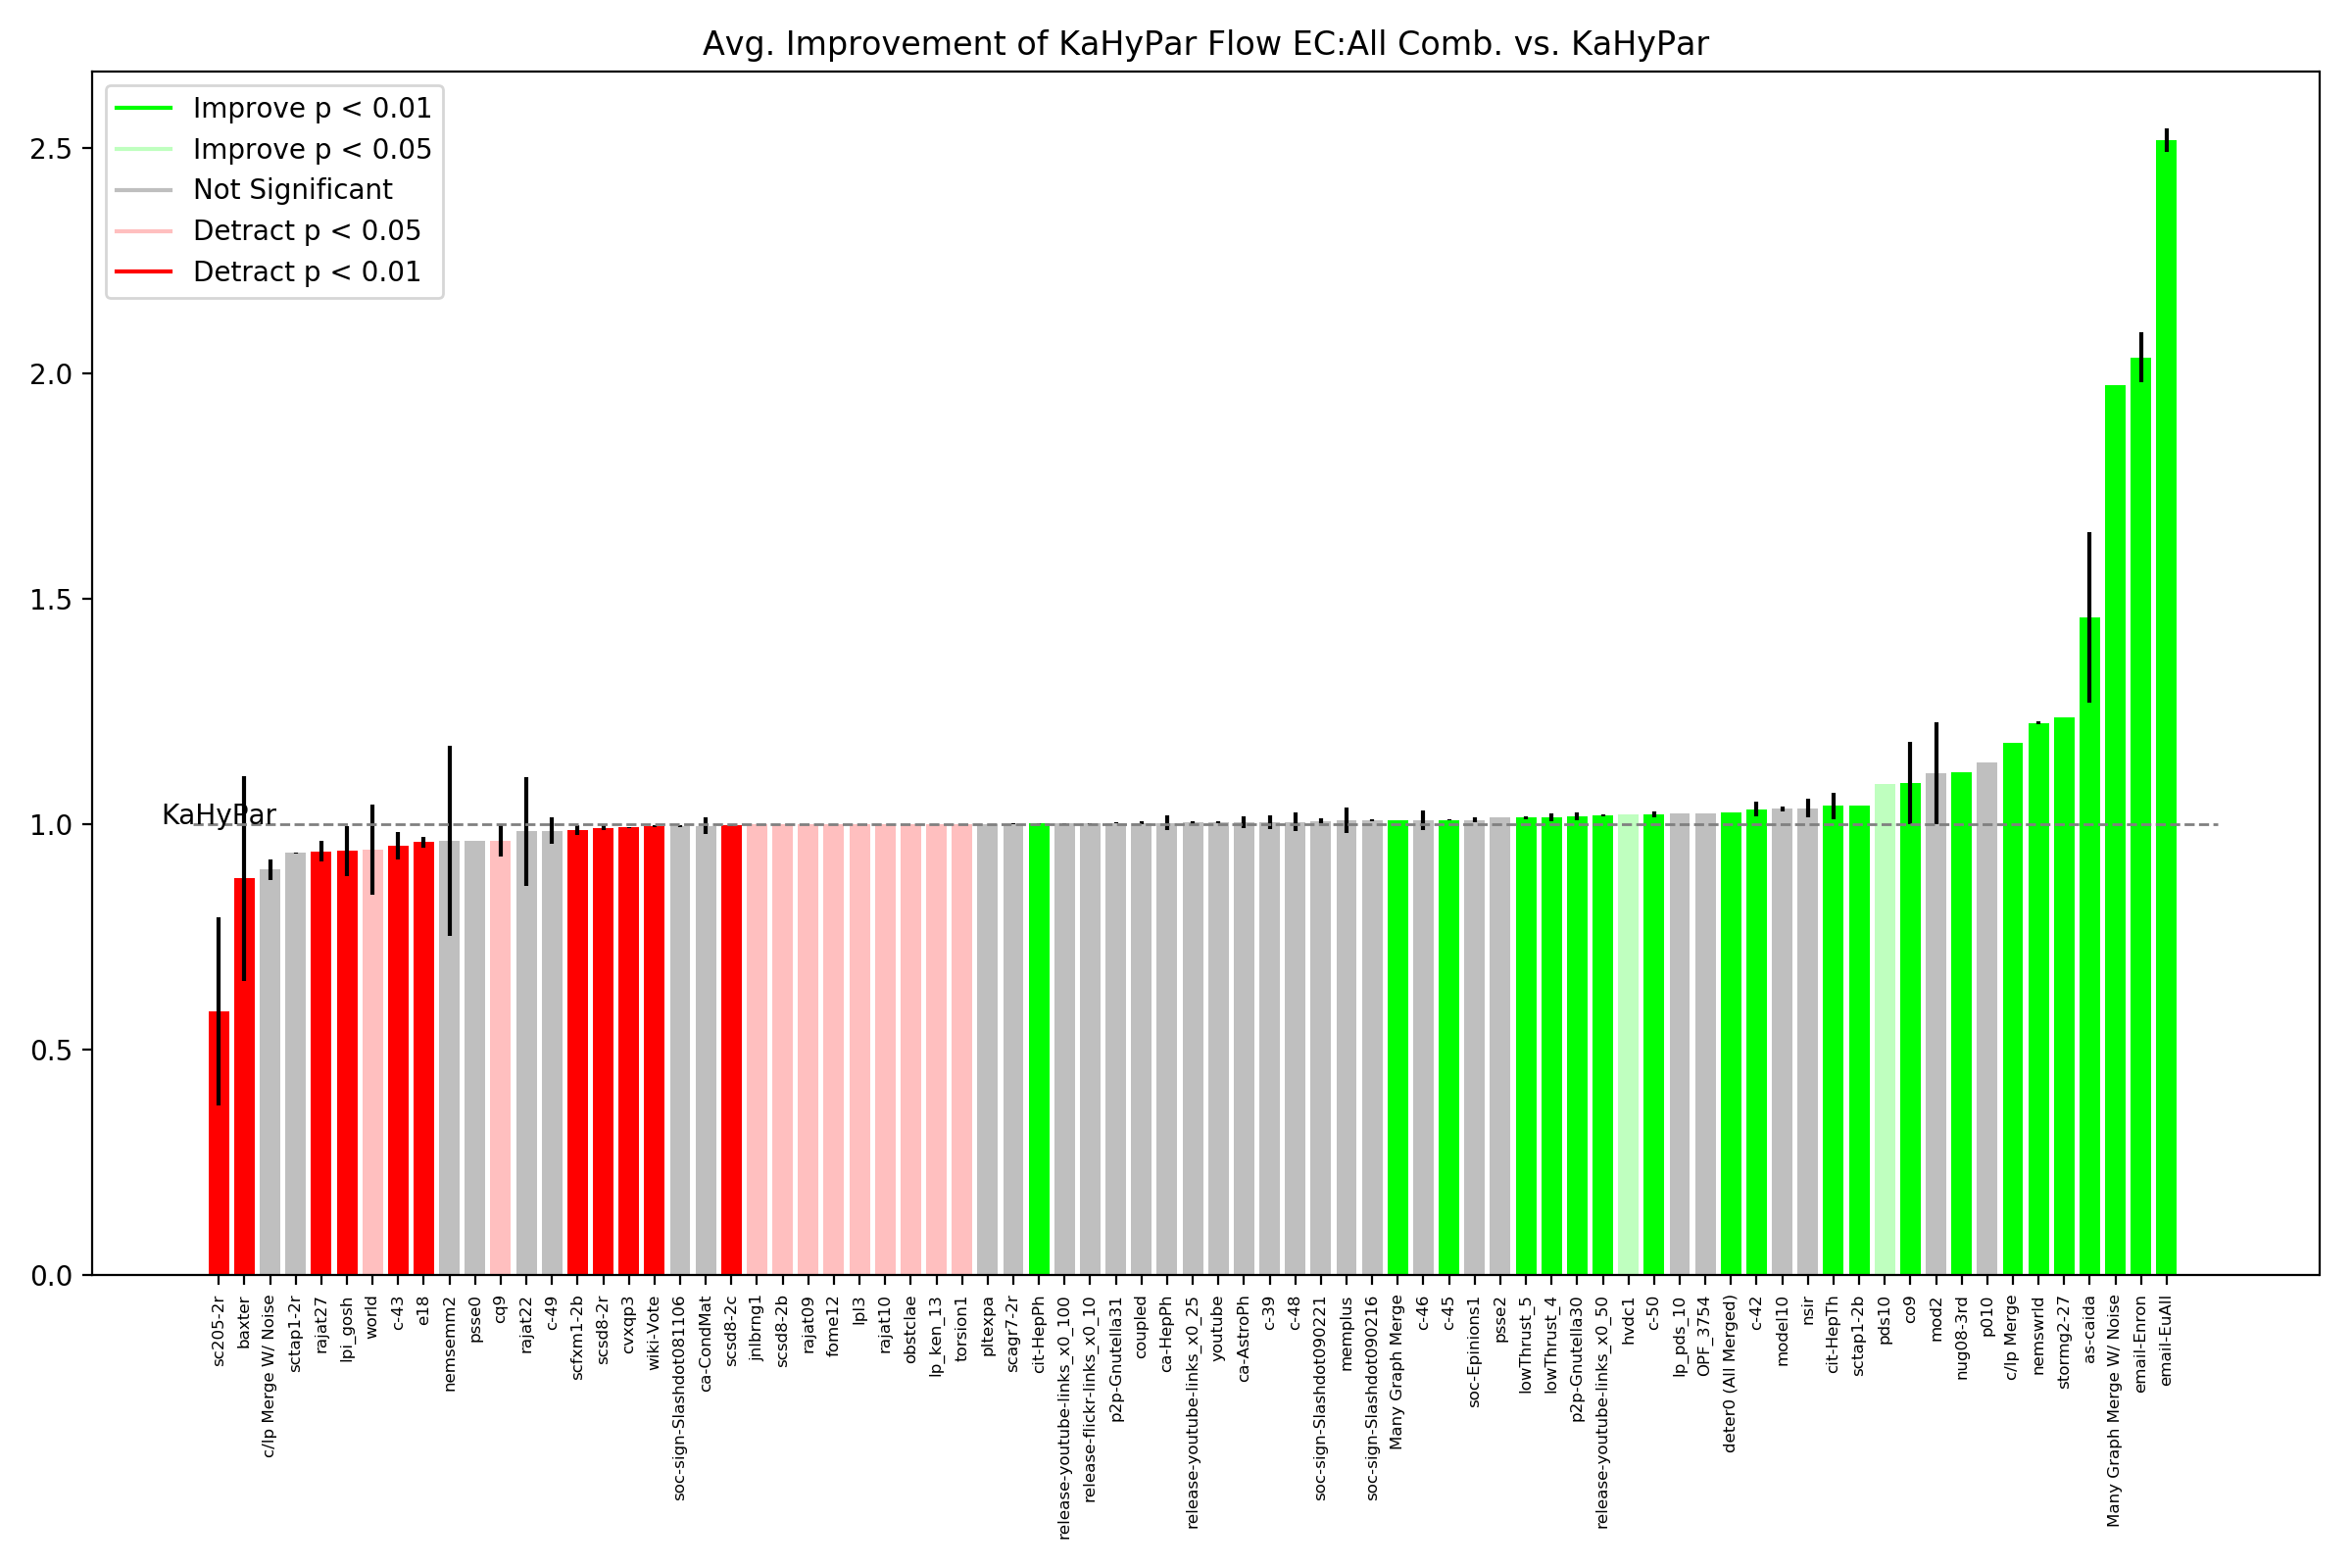 Avg. Improvement of KaHyPar Flow EC:All Comb. vs. KaHyPar
Improve p < 0.01
Improve p < 0.05
Not Significant
Detract p < 0.05
Detract p < 0.01
2.5
2.0
1.5
1.0
0.5
0.0
KaHyPar
sc205-2r
baxter
c/lp Merge W/ Noise
sctap1-2r
rajat27
lpi_gosh
world
c-43
e18
nemsemm2
psse0
cq9
rajat22
c-49
scfxm1-2b
scsd8-2r
cvxqp3
wiki-Vote
soc-sign-Slashdot081106
ca-CondMat
scsd8-2c
jnlbrng1
scsd8-2b
rajat09
fome12
lpl3
rajat10
obstclae
lp_ken_13
torsion1
pltexpa
scagr7-2r
cit-HepPh
release-youtube-links_x0_100
release-flickr-links_x0_10
p2p-Gnutella31
coupled
ca-HepPh
release-youtube-links_x0_25
youtube
ca-AstroPh
c-39
c-48
soc-sign-Slashdot090221
memplus
soc-sign-Slashdot090216
Many Graph Merge
c-46
c-45
soc-Epinions1
psse2
lowThrust_5
lowThrust_4
p2p-Gnutella30
release-youtube-links_x0_50
hvdc1
c-50
lp_pds_10
OPF_3754
deter0 (All Merged)
c-42
model10
nsir
cit-HepTh
sctap1-2b
pds10
co9
mod2
nug08-3rd
p010
c/lp Merge
nemswrld
stormg2-27
as-caida
Many Graph Merge W/ Noise
email-Enron
email-EuAll